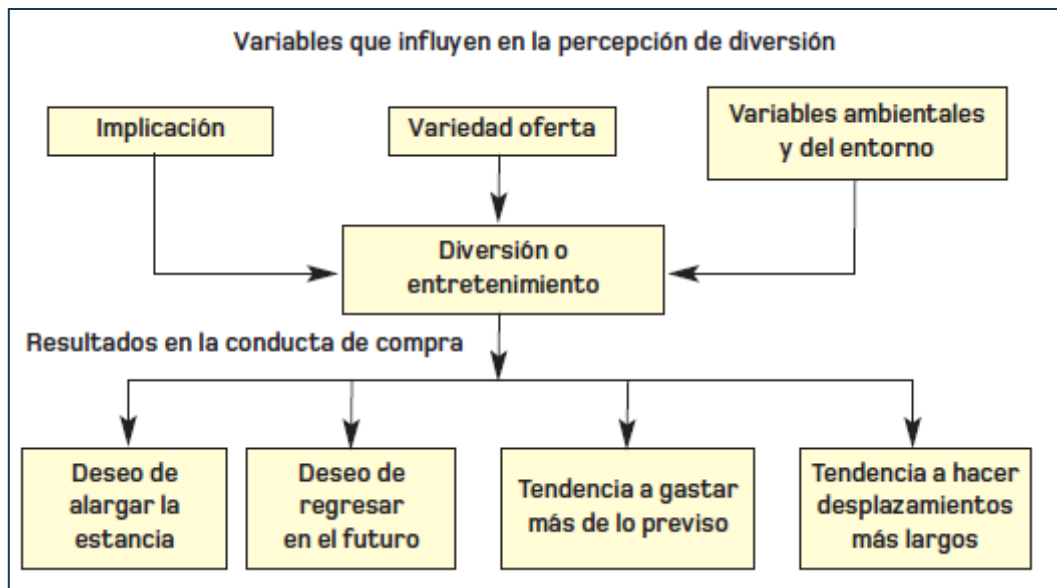 Variables que influyen en la percepción de diversión
Implicación
Variedad oferta
Variables ambientales
y del entorno
Diversión o
entretenimiento
Resultados en la conducta de compra
Deseo de
alargar la
estancia
Deseo de
regresar
en el futuro
Tendencia a gastar
más de lo previso
Tendencia a hacer
desplazamientos
más largos